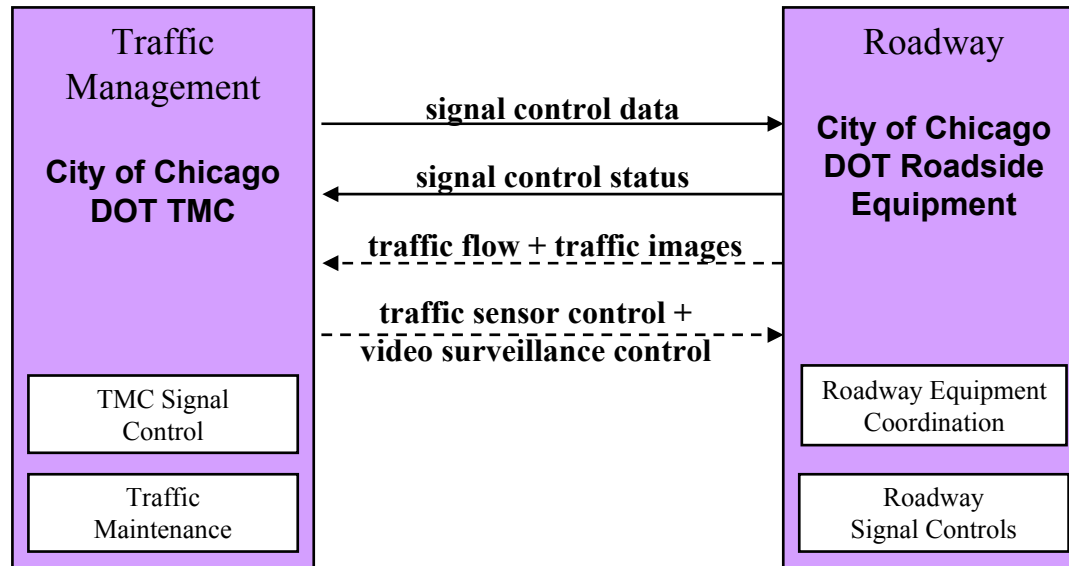 Traffic
Management
City of Chicago
DOT TMC
TMC Signal
Control
Traffic
Maintenance
signal control data
signal control status
traffic flow + traffic images
traffic sensor control +
video surveillance control
Roadway
City of Chicago
DOT Roadside
Equipment
Roadway Equipment
Coordination
Roadway
Signal Controls